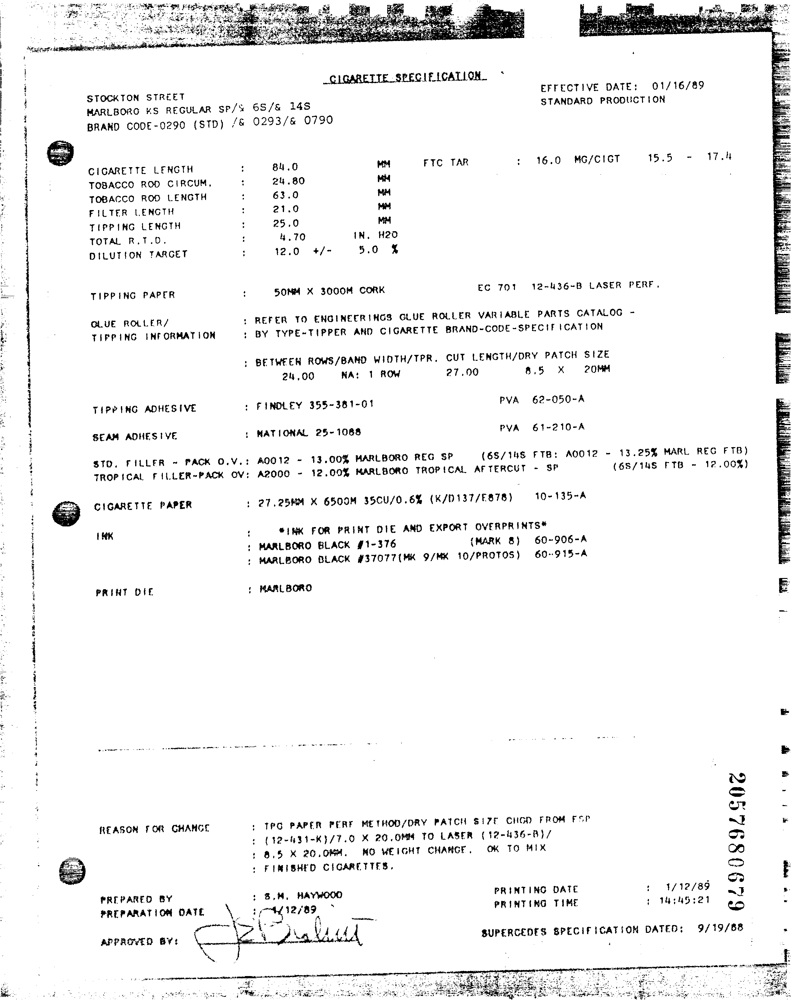 CIGARETTE SPECIFICATION
STOCKTON STREET
EFFECTIVE DATE: 01/16/89
MARLBORO KS REGULAR SP/& 6S/& 14S
STANDARD PRODUCTION
BRAND CODE-0290 (STD) /& 0293/& 0790
CIGARETTE LENGTH : 84.0 MM FTC TAR : 16.0 MG/CIGT 15.5 - 17.4
TOBACCO ROD CIRCUM. : 24.80 MM
TOBACCO ROD LENGTH : 63.0 MM
FILTER LENGTH : 21.0 MM
TIPPING LENGTH : 25.0 MM
TOTAL R.T.D. : 4.70 IN. H2O
DILUTION TARGET : 12.0 +/- 5.0 %
TIPPING PAPER : 50MM X 3000M CORK EC 701 12-436-B LASER PERF.
GLUE ROLLER/ : REFER TO ENGINEERINGS GLUE ROLLER VARIABLE PARTS CATALOG -
TIPPING INFORMATION : BY TYPE-TIPPER AND CIGARETTE BRAND-CODE-SPECIFICATION
: BETWEEN ROWS/BAND WIDTH/TPR. CUT LENGTH/DRY PATCH SIZE
24.00 NA: 1 ROW 27.00 8.5 X 20MM
TIPPING ADHESIVE : FINDLEY 355-381-01 PVA 62-050-A
SEAM ADHESIVE : NATIONAL 25-1088 PVA 61-210-A
STD. FILLER - PACK O.V.: A0012 - 13.00% MARLBORO REG SP (6S/14S FTB: A0012 - 13.25% MARL REG FTB)
TROPICAL FILLER-PACK OV: A2000 - 12.00% MARLBORO TROPICAL AFTERCUT - SP (6S/14S FTB - 12.00%)
CIGARETTE PAPER : 27.25MM X 6500M 35CU/0.6% (K/D137/E878) 10-135-A
INK : *INK FOR PRINT DIE AND EXPORT OVERPRINTS*
: MARLBORO BLACK #1-376 (MARK 8) 60-906-A
: MARLBORO BLACK #37077(MK 9/MK 10/PROTOS) 60-915-A
PRINT DIE : MARLBORO
2057680679
REASON FOR CHANGE : TPG PAPER PERF METHOD/DRY PATCH SIZE CHGD FROM ESP
: (12-431-K)/7.0 X 20.0MM TO LASER (12-436-B)/
: 8.5 X 20.0MM. NO WEIGHT CHANGE. OK TO MIX
: FINISHED CIGARETTES.
PREPARED BY : S.M. HAYWOOD PRINTING DATE : 1/12/89
PREPARATION DATE : 1/12/89 PRINTING TIME : 14:45:21
APPROVED BY:
SUPERCEDES SPECIFICATION DATED: 9/19/88